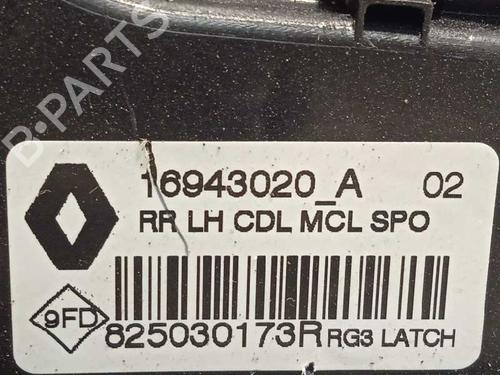 B-PARTS
16943020_A 02
RR LH CDL MCL SPO
9FD
825030173R RG3 LATCH